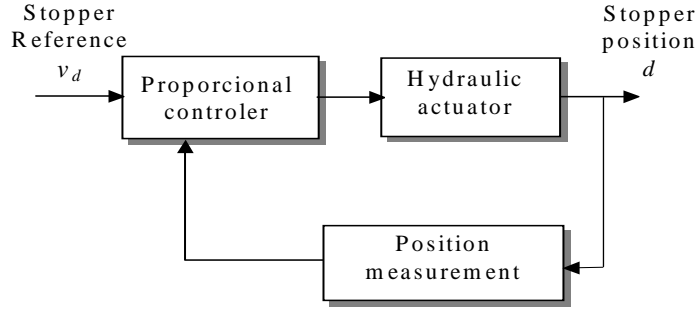 Stopper
Reference
v_d
Proporcional
controler
Hydraulic
actuator
Stopper
position
d
Position
measurement